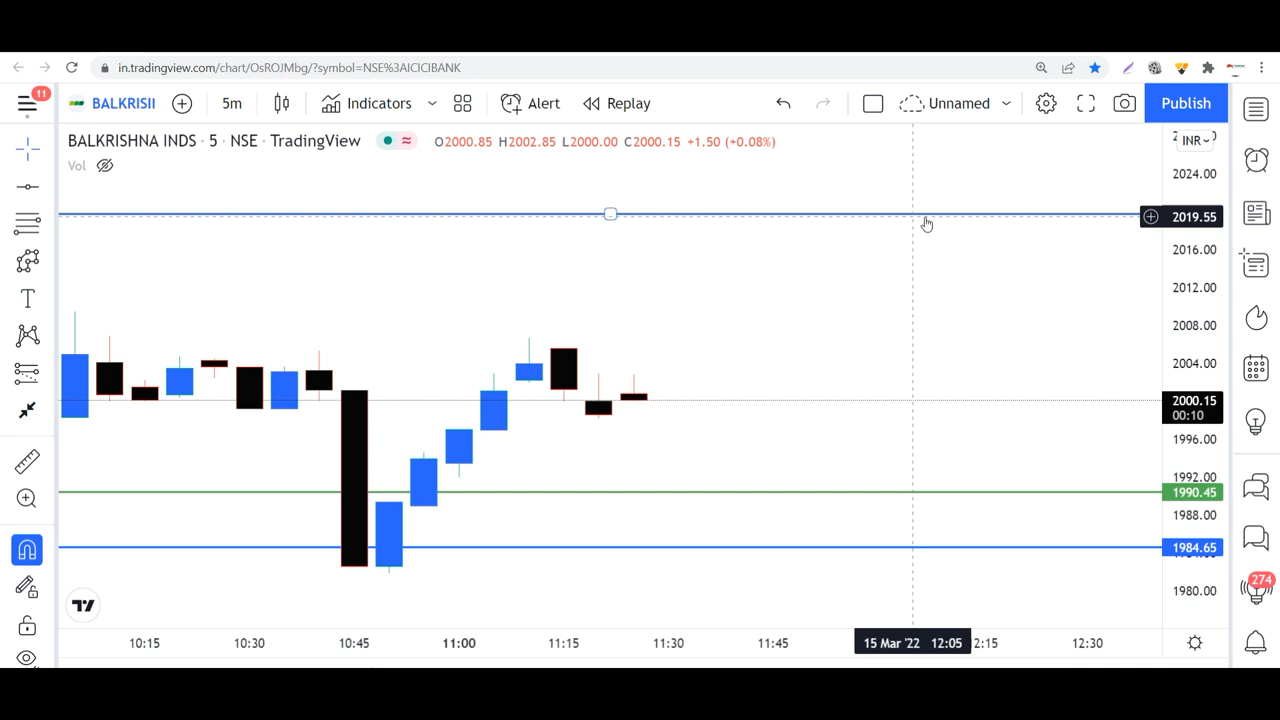 in.tradingview.com/chart/OsROJMbg/?symbol=NSE%3AICICIBANK
11
BALKRISII
5m
Indicators
Alert
Replay
Unnamed
Publish
BALKRISHNA INDS · 5 · NSE · TradingView
O2000.85 H2002.85 L2000.00 C2000.15 +1.50 (+0.08%)
INR
Vol
2024.00
2019.55
2016.00
2012.00
2008.00
2004.00
2000.15
00:10
1996.00
1992.00
1990.45
1988.00
1984.65
1980.00
274
10:15 10:30 10:45 11:00 11:15 11:30 11:45 15 Mar '22 12:05 2:15 12:30